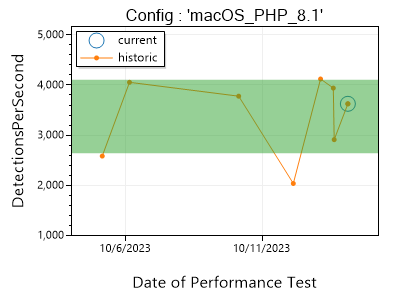 Config : 'macOS_PHP_8.1'
current
historic
5,000
4,000
3,000
2,000
1,000
DetectionsPerSecond
10/6/2023
10/11/2023
Date of Performance Test